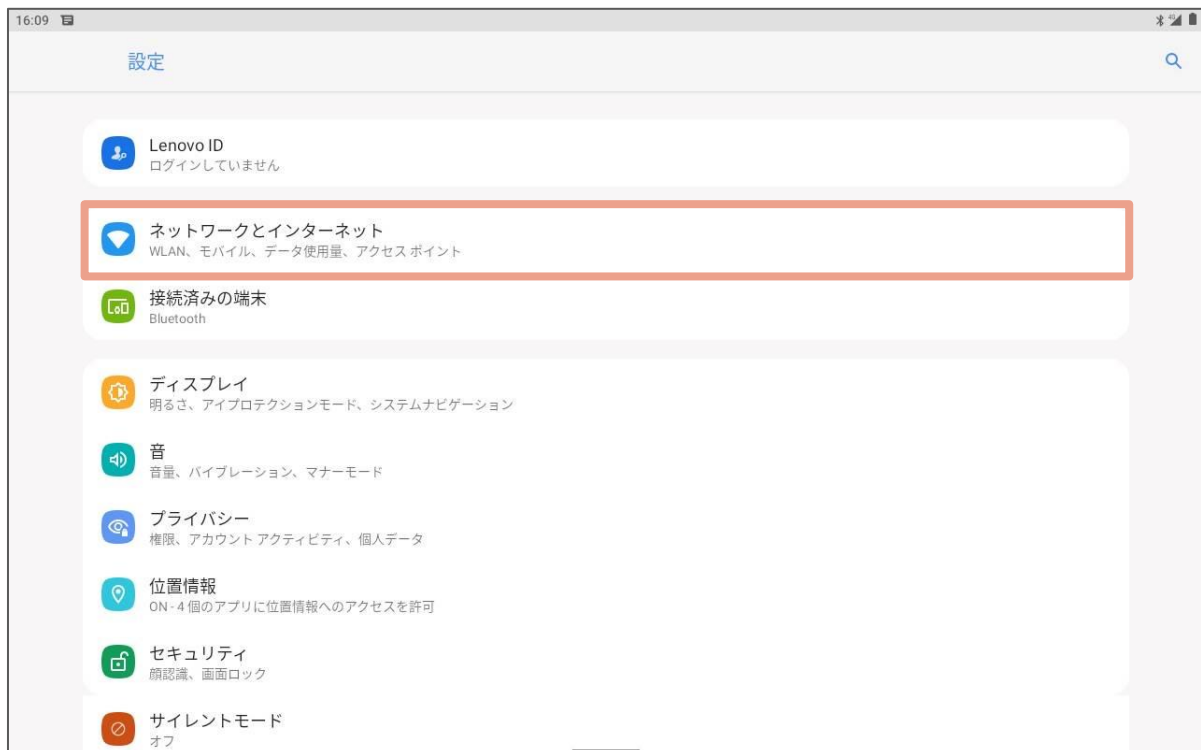 16:09
4G
設定
Lenovo ID
ログインしていません
ネットワークとインターネット
WLAN、モバイル、データ使用量、アクセス ポイント
接続済みの端末
Bluetooth
ディスプレイ
明るさ、アイプロテクションモード、システムナビゲーション
音
音量、バイブレーション、マナーモード
プライバシー
権限、アカウント アクティビティ、個人データ
位置情報
ON - 4 個のアプリに位置情報へのアクセスを許可
セキュリティ
顔認識、画面ロック
サイレントモード
オフ